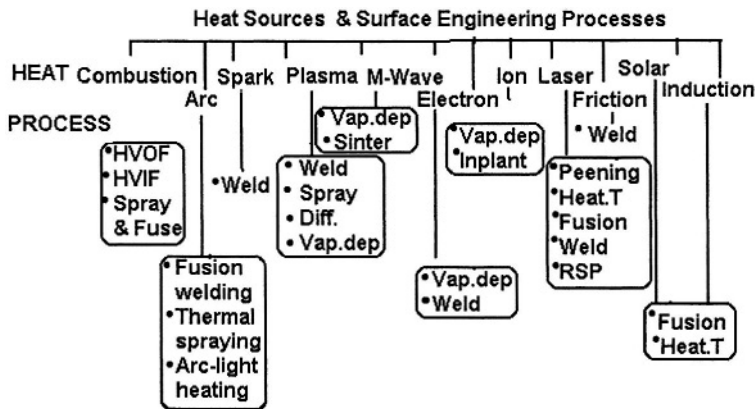 Heat Sources & Surface Engineering Processes
HEAT
Combustion
Arc
Spark
Plasma
M-Wave
Electron
Ion
Laser
Friction
Solar
Induction
PROCESS
•HVOF
•HVIF
•Spray
& Fuse
•Fusion
welding
•Thermal
spraying
•Arc-light
heating
•Weld
•Weld
•Spray
•Diff.
•Vap.dep
•Vap.dep
•Sinter
•Vap.dep
•Weld
•Vap.dep
•Inplant
•Peening
•Heat.T
•Fusion
•Weld
•RSP
•Weld
•Fusion
•Heat.T